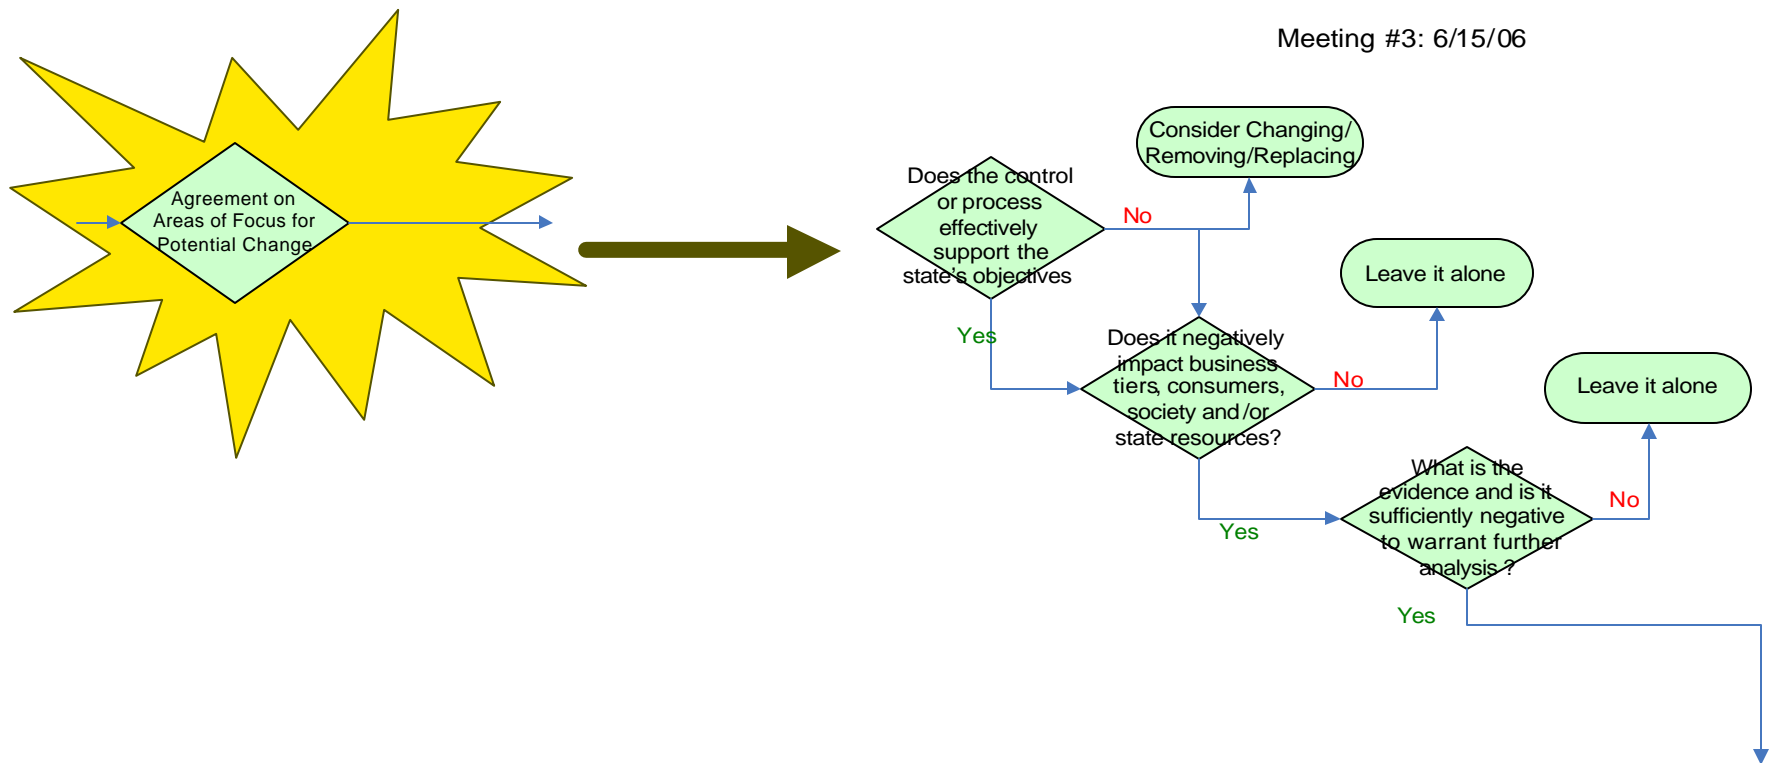 Meeting #3: 6/15/06
Agreement on
Areas of Focus for
Potential Change
Does the control
or process
effectively
support the
state's objectives
No
Consider Changing/
Removing/Replacing
Yes
Does it negatively
impact business
tiers, consumers,
society and/or
state resources?
No
Leave it alone
Yes
What is the
evidence and is it
sufficiently negative
to warrant further
analysis ?
No
Leave it alone
Yes